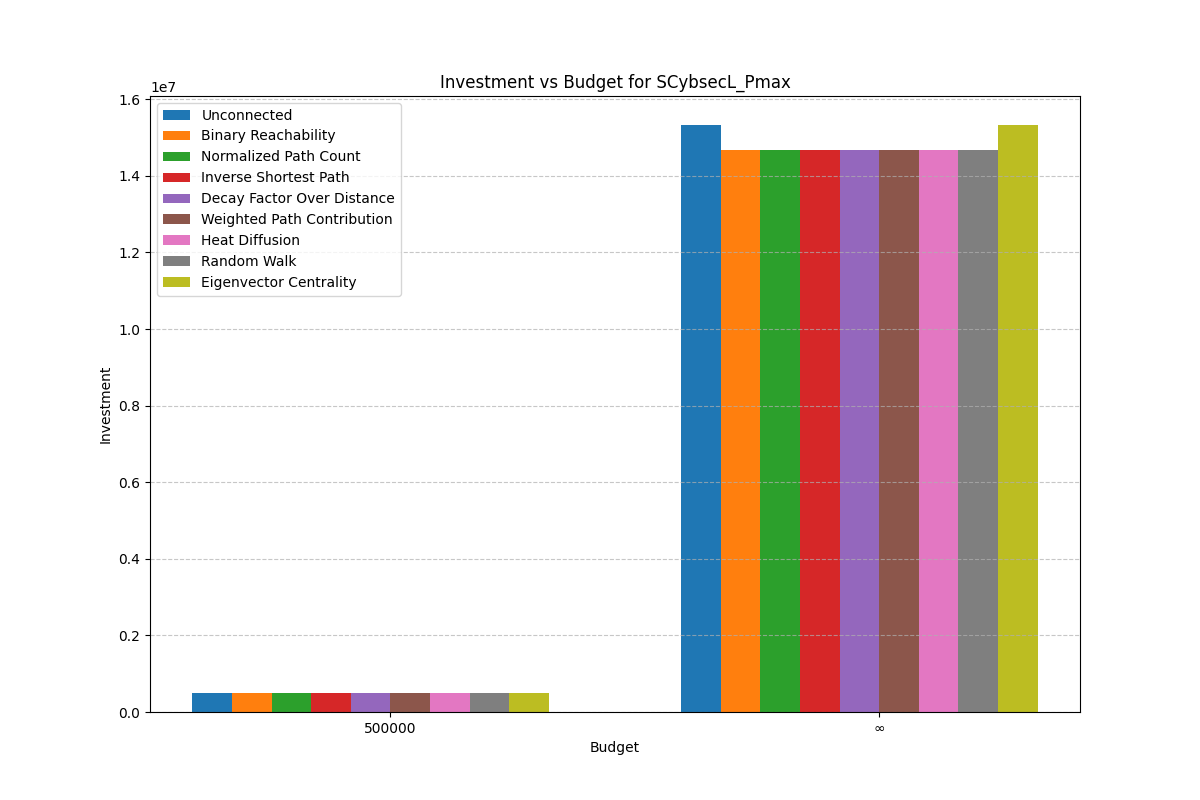 Investment vs Budget for SCybsecL_Pmax
1e7
1.6
1.4
1.2
1.0
0.8
0.6
0.4
0.2
0.0
Investment
Unconnected
Binary Reachability
Normalized Path Count
Inverse Shortest Path
Decay Factor Over Distance
Weighted Path Contribution
Heat Diffusion
Random Walk
Eigenvector Centrality
500000
∞
Budget